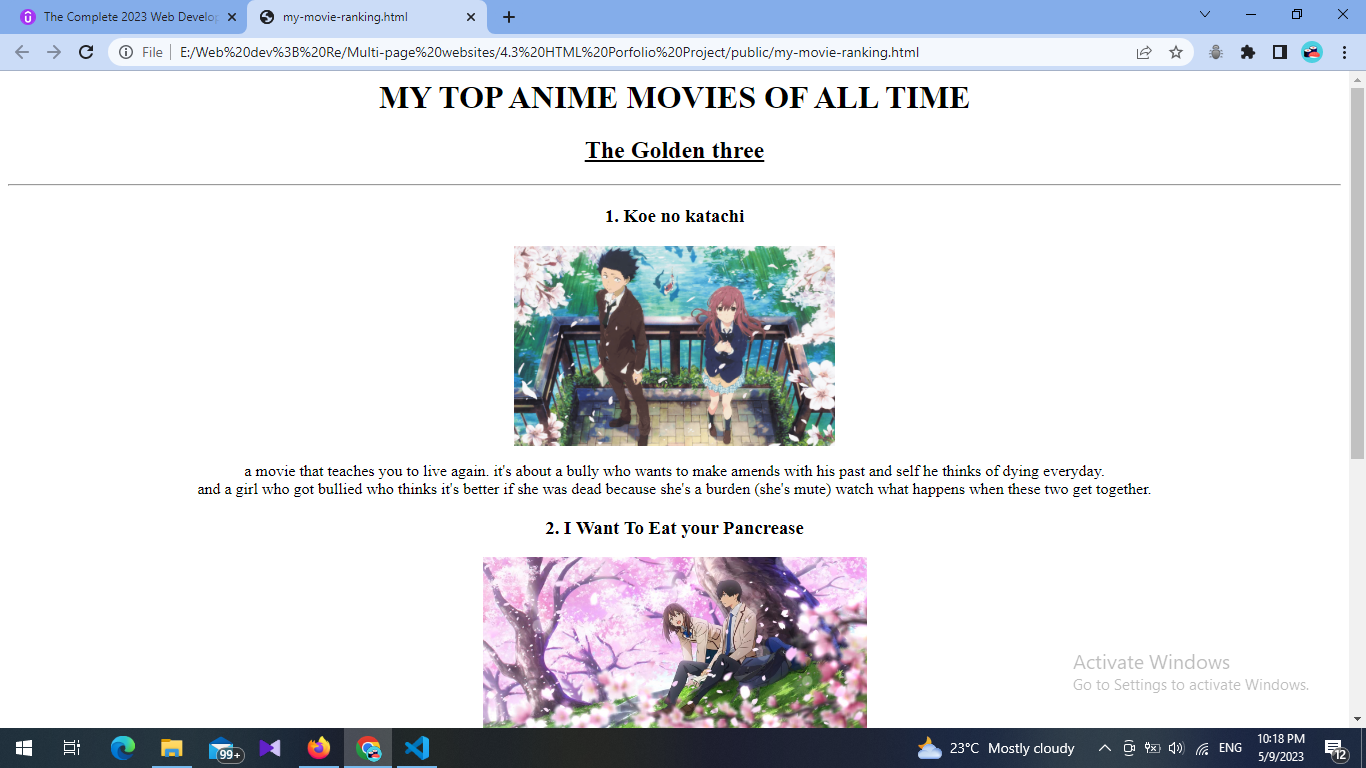 The Complete 2023 Web Develop
my-movie-ranking.html
File
E:/Web%20dev%3B%20Re/Multi-page%20websites/4.3%20HTML%20Porfolio%20Project/public/my-movie-ranking.html
MY TOP ANIME MOVIES OF ALL TIME
The Golden three
1. Koe no katachi
a movie that teaches you to live again. it's about a bully who wants to make amends with his past and self he thinks of dying everyday.
and a girl who got bullied who thinks it's better if she was dead because she's a burden (she's mute) watch what happens when these two get together.
2. I Want To Eat your Pancrease
Activate Windows
Go to Settings to activate Windows.
99+
23°C Mostly cloudy
ENG
10:18 PM
5/9/2023
12